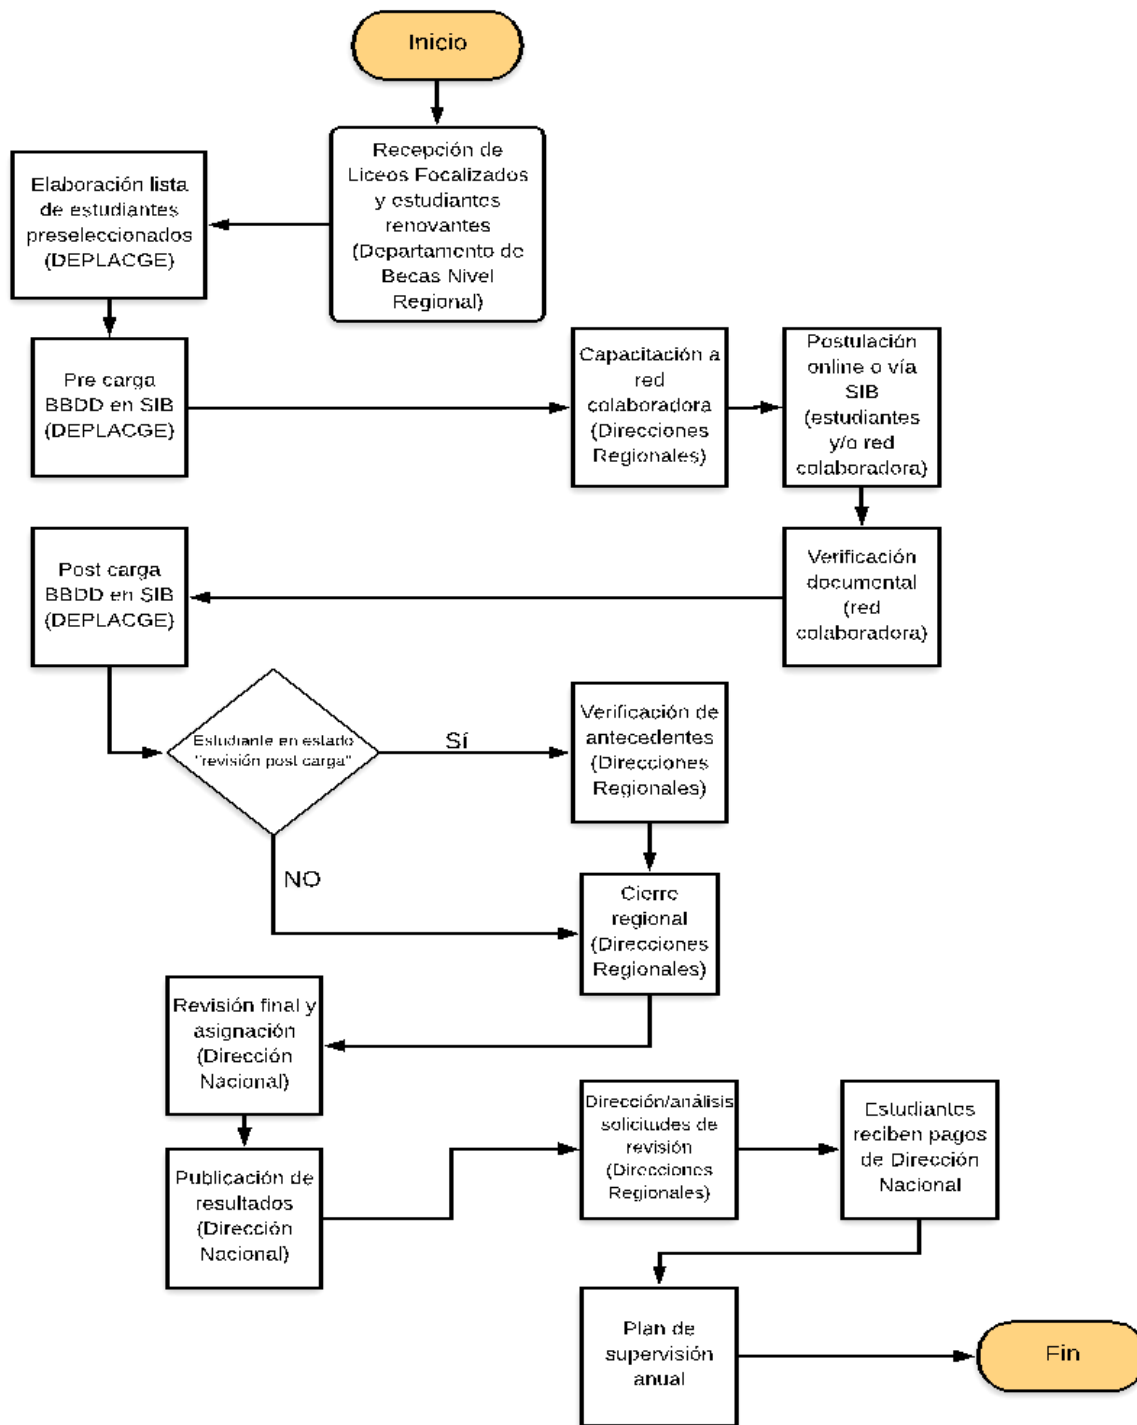 Inicio
Recepción de
Liceos Focalizados
y estudiantes
renovantes
(Departamento de
Becas Nivel
Regional)
Elaboración lista
de estudiantes
preseleccionados
(DEPLACGE)
Pre carga
BBDD en SIB
(DEPLACGE)
Capacitación a
red
colaboradora
(Direcciones
Regionales)
Postulación
online o vía
SIB
(estudiantes
y/o red
colaboradora)
Verificación
documental
(red
colaboradora)
Post carga
BBDD en SIB
(DEPLACGE)
Estudiante en estado
"revisión post carga"
Sí
Verificación de
antecedentes
(Direcciones
Regionales)
NO
Cierre
regional
(Direcciones
Regionales)
Revisión final y
asignación
(Dirección
Nacional)
Publicación de
resultados
(Dirección
Nacional)
Dirección/análisis
solicitudes de
revisión
(Direcciones
Regionales)
Estudiantes
reciben pagos
de Dirección
Nacional
Plan de
supervisión
anual
Fin